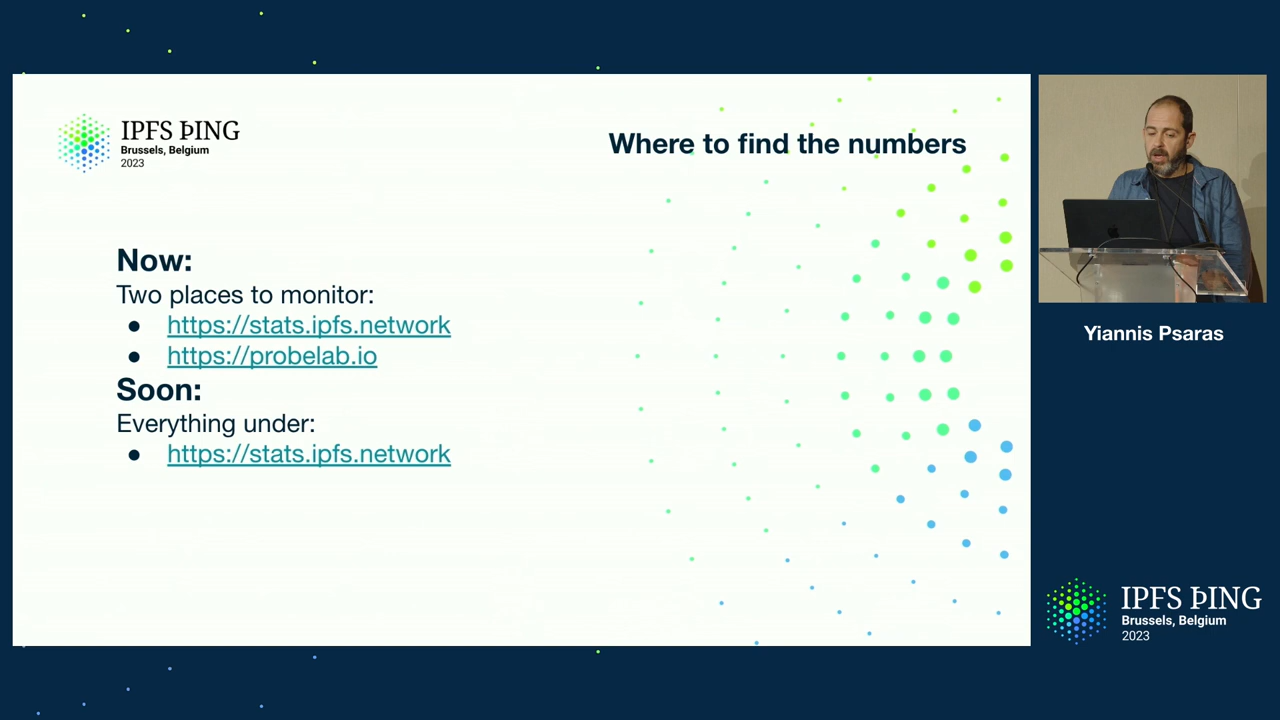 IPFS ÞING
Brussels, Belgium
2023
Where to find the numbers
Now:
Two places to monitor:
● https://stats.ipfs.network
● https://probelab.io
Soon:
Everything under:
● https://stats.ipfs.network
Yiannis Psaras
IPFS ÞING
Brussels, Belgium
2023